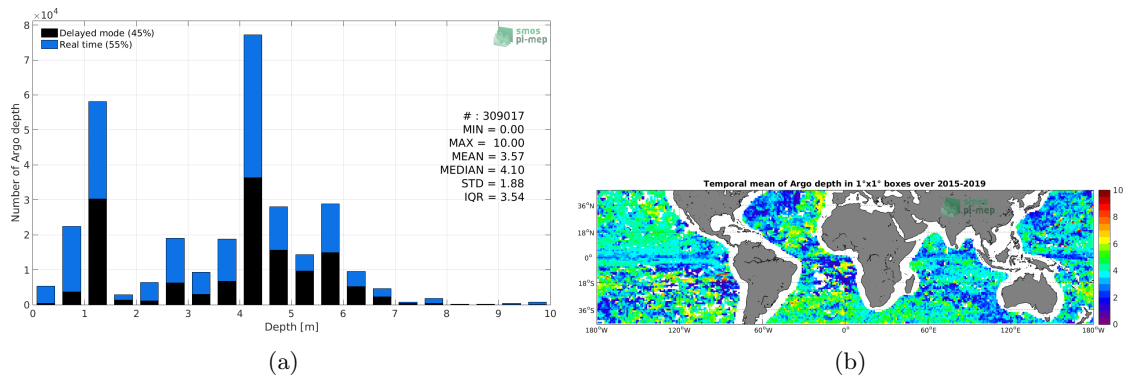 ×10⁴
8
7
6
5
4
3
2
1
0
Number of Argo depth
Delayed mode (45%)
Real time (55%)
smos
pi-mep
# : 309017
MIN = 0.00
MAX = 10.00
MEAN = 3.57
MEDIAN = 4.10
STD = 1.88
IQR = 3.54
0 1 2 3 4 5 6 7 8 9 10
Depth [m]
(a)
Temporal mean of Argo depth in 1°x1° boxes over 2015-2019
smos
pi-mep
36°N
18°N
0°
18°S
36°S
180°W 120°W 60°W 0° 60°E 120°E 180°W
10
8
6
4
2
0
(b)